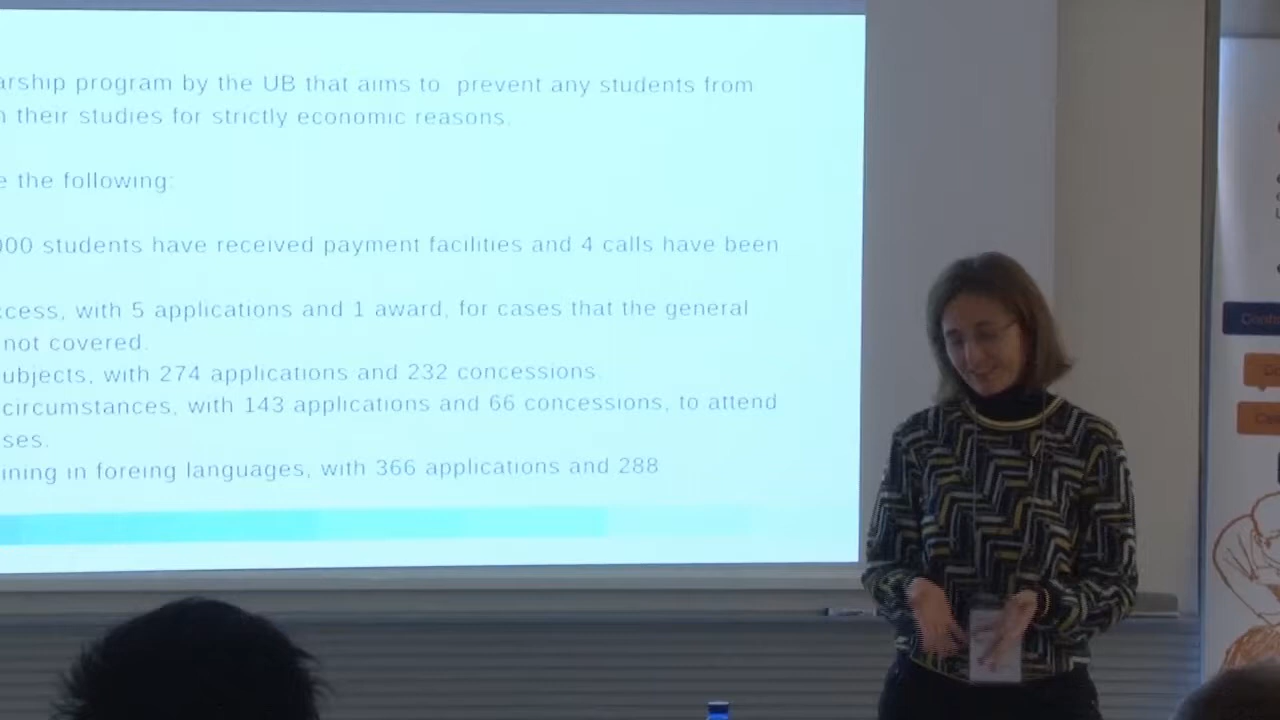 arship program by the UB that aims to prevent any students from
n their studies for strictly economic reasons.
e the following:
000 students have received payment facilities and 4 calls have been
ccess, with 5 applications and 1 award, for cases that the general
not covered.
ubjects, with 274 applications and 232 concessions.
circumstances, with 143 applications and 66 concessions, to attend
ses.
ining in foreing languages, with 366 applications and 288